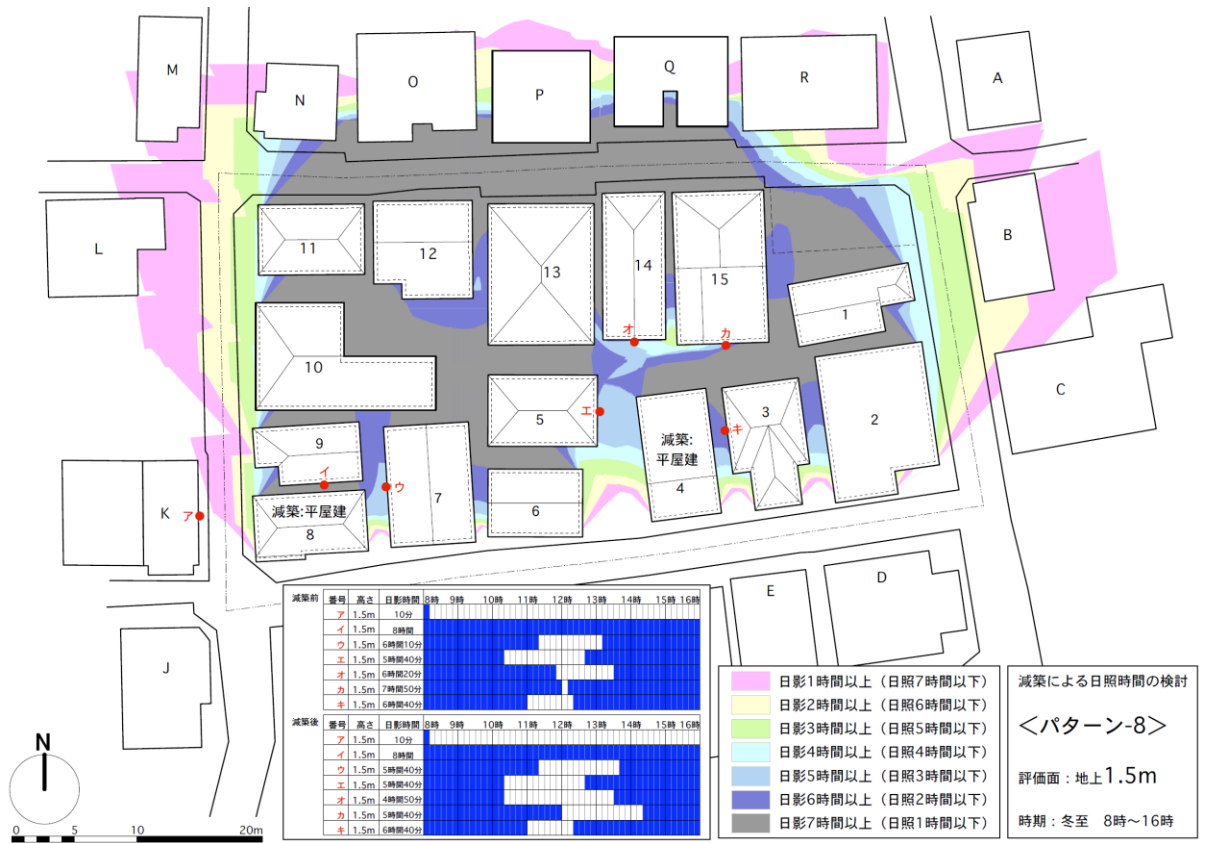 M
N
O
P
Q
R
A
L
B
11
12
13
14
15
1
オ
カ
10
5
エ
C
3
キ
2
減築:
平屋建
4
9
イ
ウ
7
6
K
ア
減築:平屋建
8
J
E
D
減築前 番号 高さ 日影時間 8時 9時 10時 11時 12時 13時 14時 15時 16時
ア 1.5m 10分
イ 1.5m 8時間
ウ 1.5m 6時間10分
エ 1.5m 5時間40分
オ 1.5m 6時間20分
カ 1.5m 7時間50分
キ 1.5m 6時間40分
減築後 番号 高さ 日影時間 8時 9時 10時 11時 12時 13時 14時 15時 16時
ア 1.5m 10分
イ 1.5m 8時間
ウ 1.5m 5時間40分
エ 1.5m 5時間40分
オ 1.5m 4時間50分
カ 1.5m 5時間40分
キ 1.5m 6時間40分
日影1時間以上(日照7時間以下)
日影2時間以上(日照6時間以下)
日影3時間以上(日照5時間以下)
日影4時間以上(日照4時間以下)
日影5時間以上(日照3時間以下)
日影6時間以上(日照2時間以下)
日影7時間以上(日照1時間以下)
減築による日照時間の検討
<パターン-8>
評価面:地上1.5m
時期:冬至 8時~16時
N
0 5 10 20m